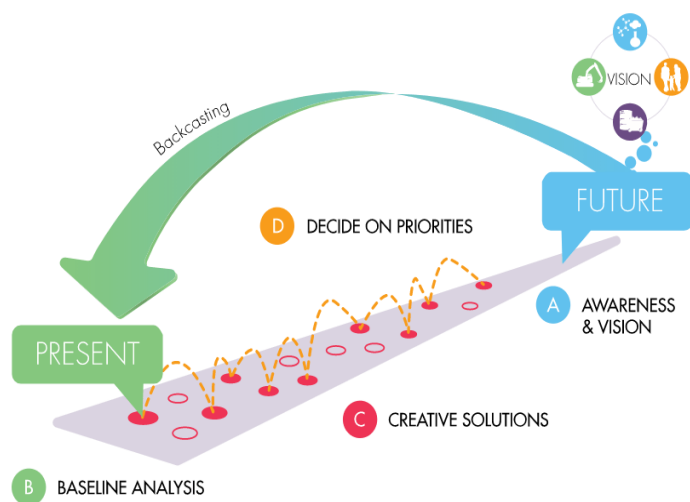 VISION
Backcasting
FUTURE
D DECIDE ON PRIORITIES
A AWARENESS
& VISION
PRESENT
C CREATIVE SOLUTIONS
B BASELINE ANALYSIS